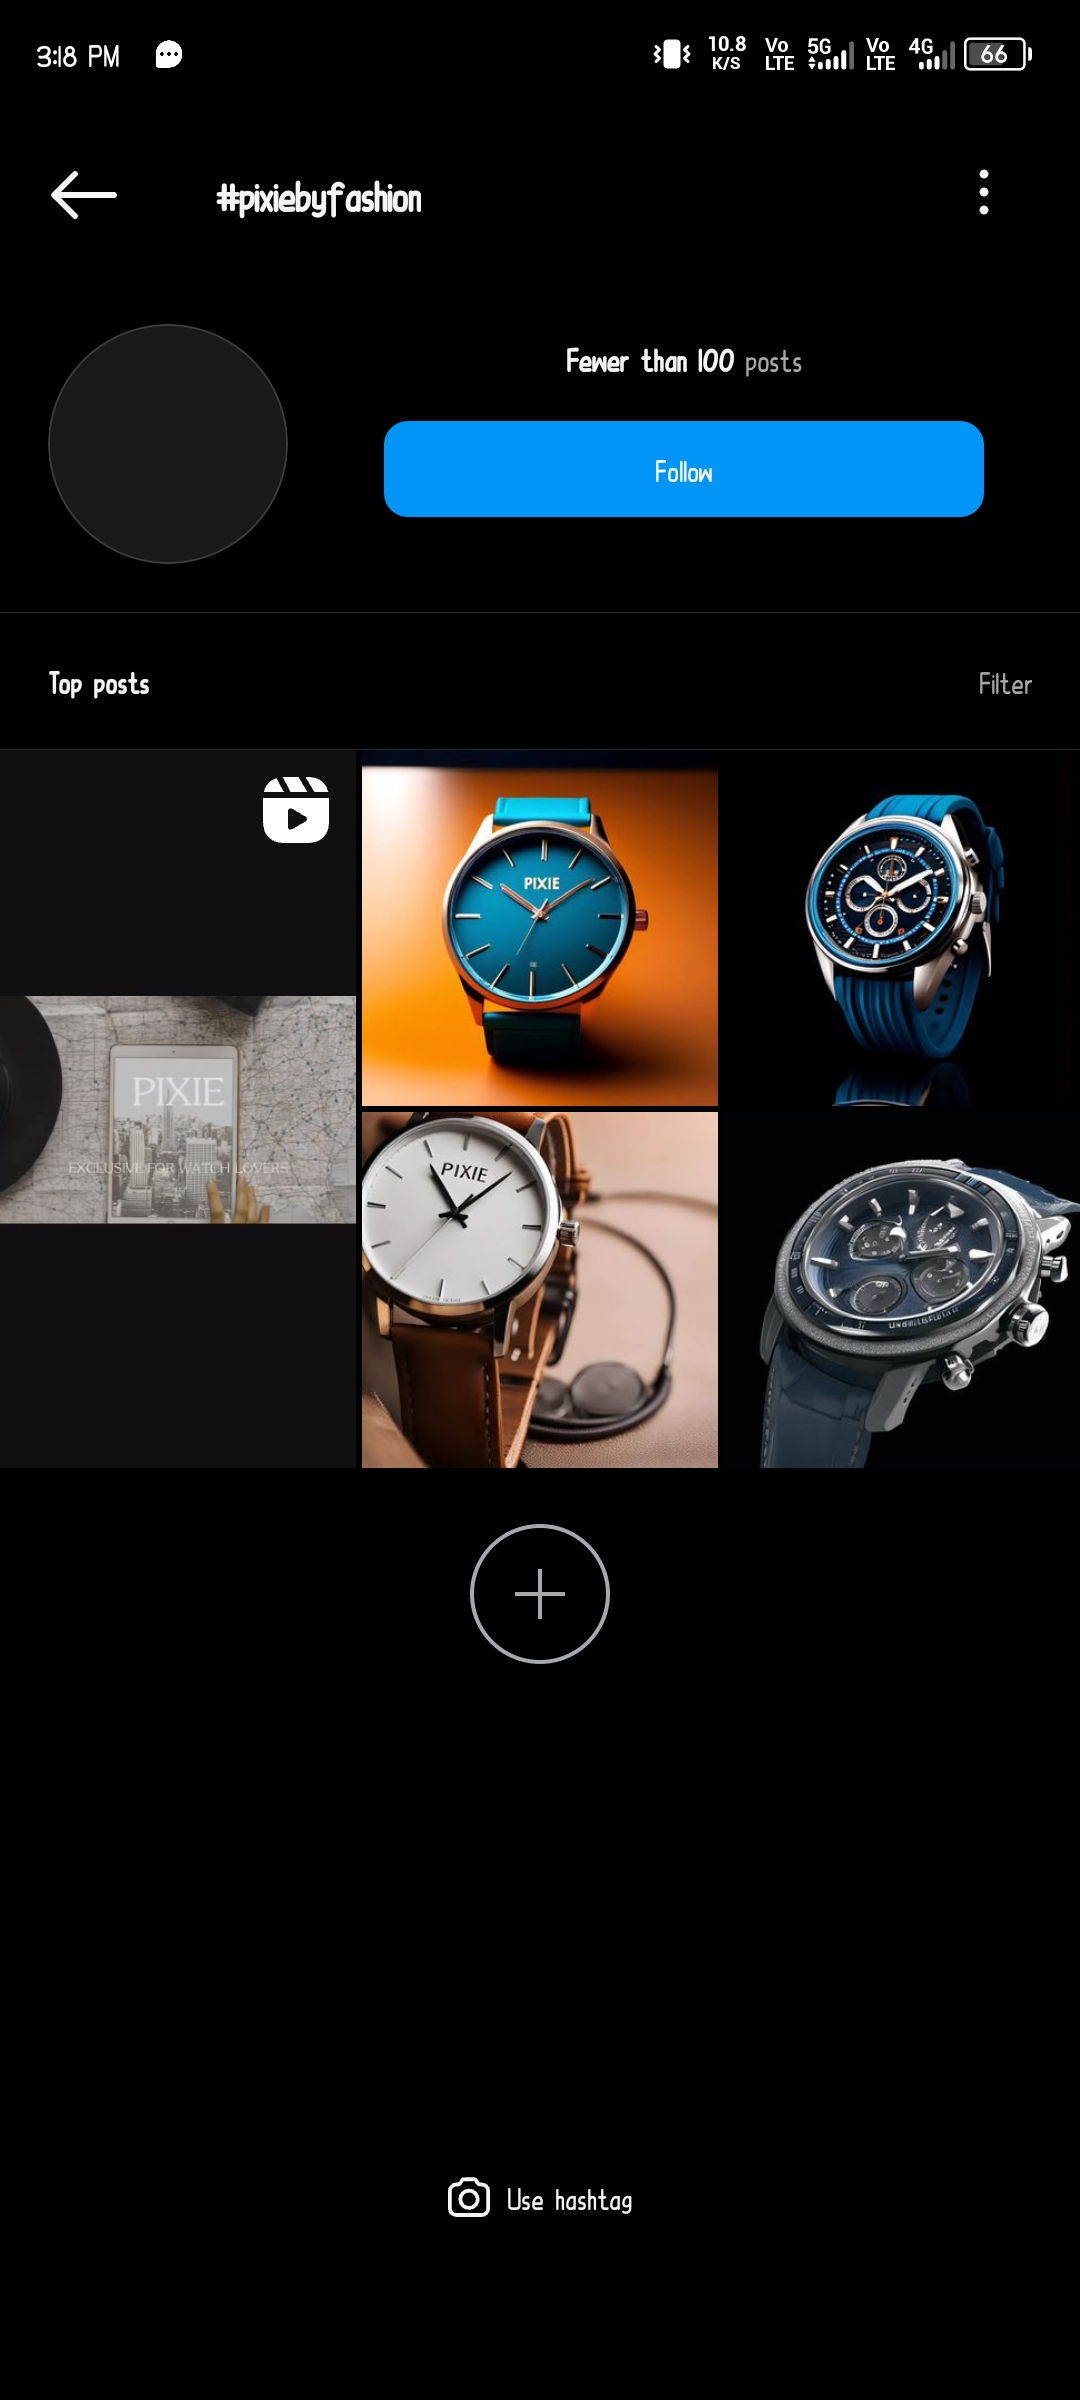 3:18 PM 10.8 K/S Vo LTE 5G Vo LTE 4G 66
#pixiebyfashion
Fewer than 100 posts
Follow
Top posts Filter
PIXIE
PIXIE
EXCLUSIVE FOR WATCH LOVERS
PIXIE
Use hashtag